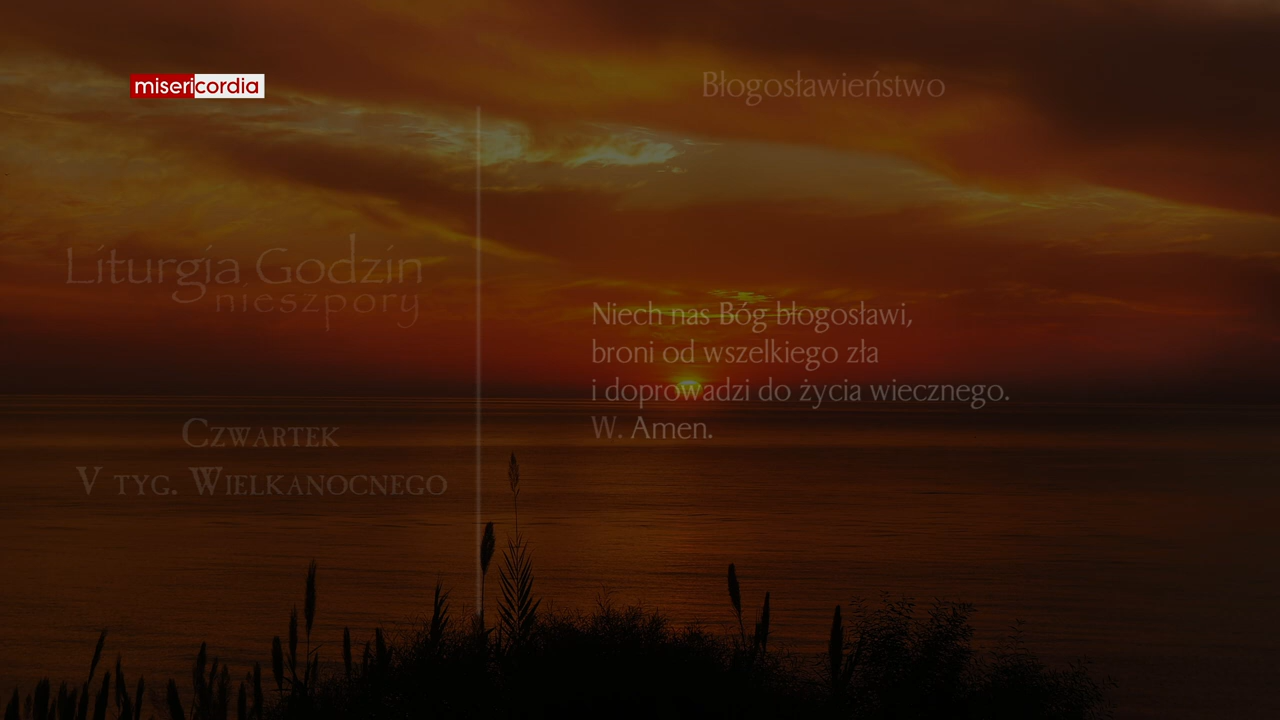 misericordia
Błogosławieństwo
Liturgia Godzin
nieszpory
Niech nas Bóg błogosławi,
broni od wszelkiego zła
i doprowadzi do życia wiecznego.
W. Amen.
Czwartek
V tyg. Wielkanocnego